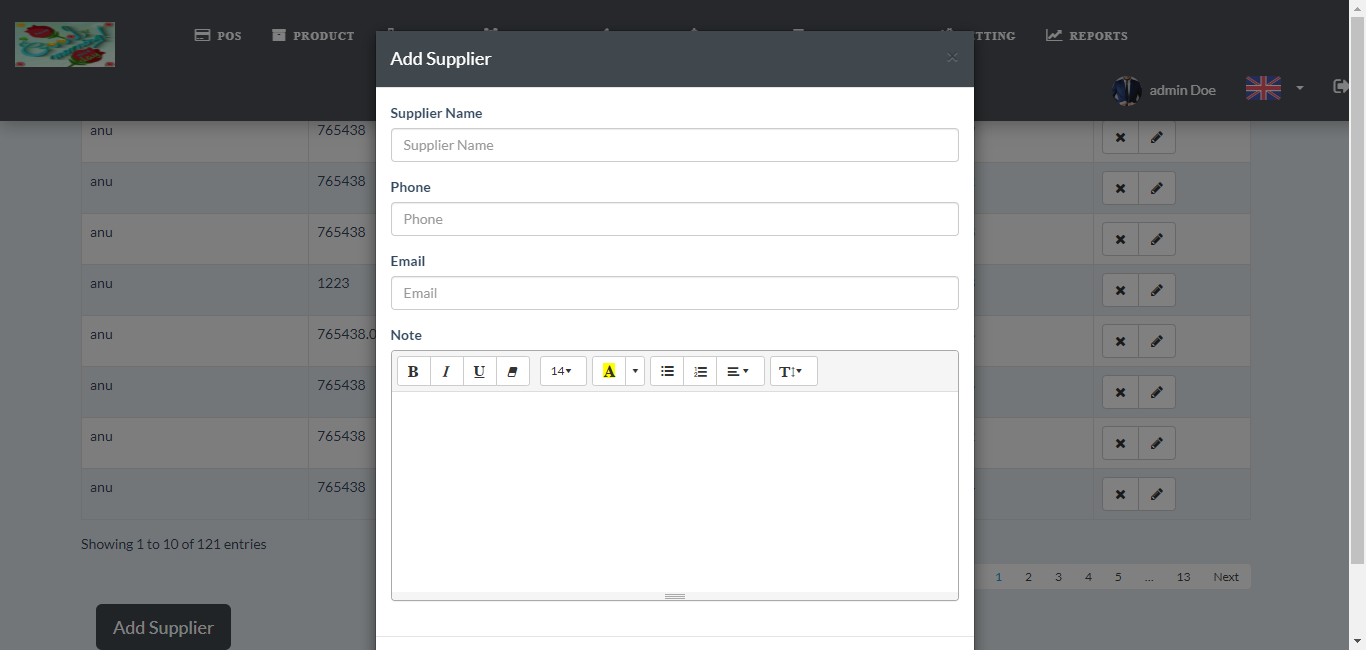 POS PRODUCT TTING REPORTS
admin Doe
Add Supplier ×
Supplier Name
Supplier Name
Phone
Phone
Email
Email
Note
B I U 14 A T
anu 765438
anu 765438
anu 765438
anu 1223
anu 765438.0
anu 765438
anu 765438
anu 765438
Showing 1 to 10 of 121 entries
1 2 3 4 5 ... 13 Next
Add Supplier